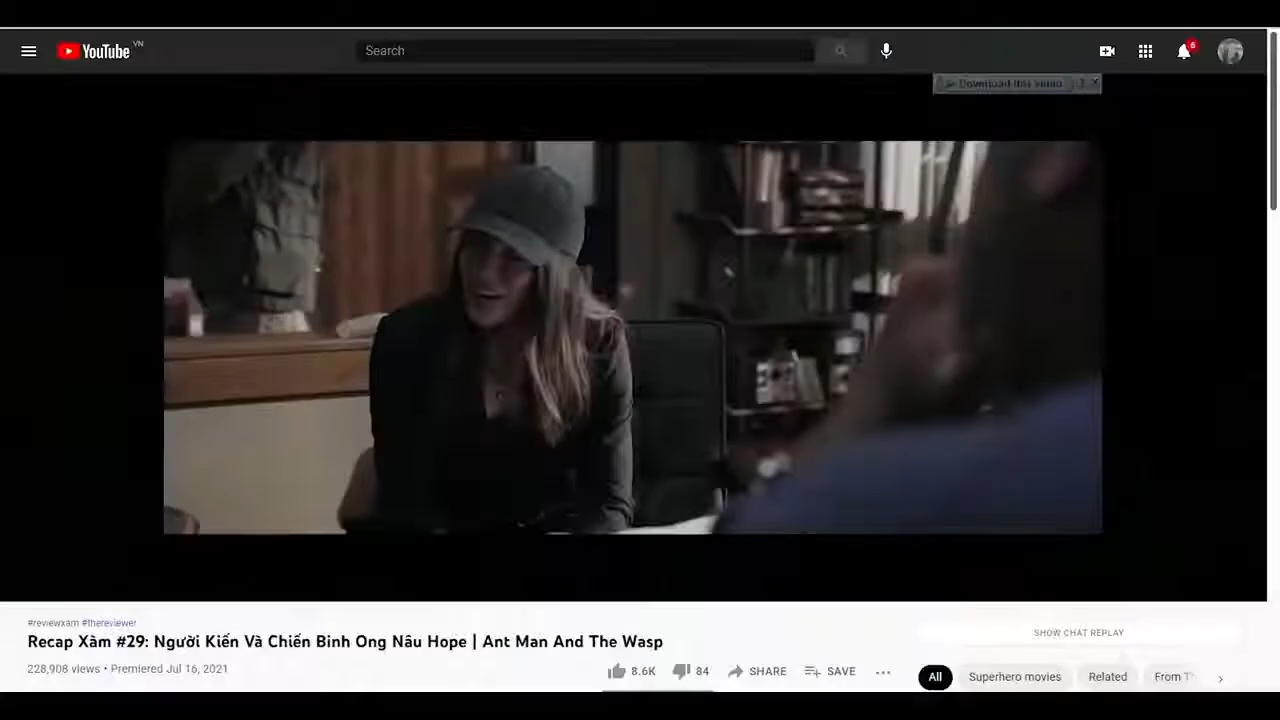 YouTube VN
Search
6
Download this video ? X
#reviewxam #thereviewer
Recap Xàm #29: Người Kiến Và Chiến Binh Ong Nâu Hope | Ant Man And The Wasp
228,908 views • Premiered Jul 16, 2021
8.6K 84 SHARE SAVE
SHOW CHAT REPLAY
All Superhero movies Related From